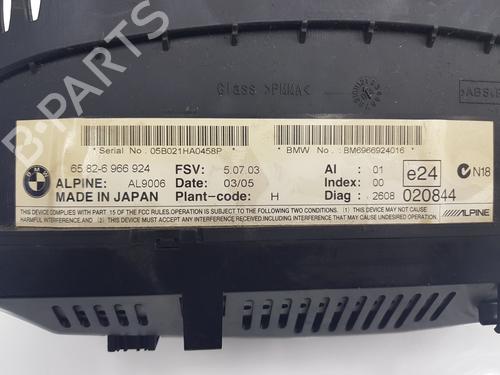 B-PARTS
Glass >PMMA<
>ABS
* Serial No. 05B021HA0458P *
* BMW No. BM6966924016 *
BMW
65 82-6 966 924 FSV: 5.07.03 AI : 01 e24 N18
ALPINE: AL9006 Date: 03/05 Index: 00
MADE IN JAPAN Plant-code: H Diag : 2608 020844
THIS DEVICE COMPLIES WITH PART 15 OF THE FCC RULES.OPERATION IS SUBJECT TO THE FOLLOWING TWO CONDITIONS: (1) THIS DEVICE MAY NOT CAUSE
HARMFUL INTERFERENCE, AND (2) THIS DEVICE MUST ACCEPT ANY INTERFERENCE RECEIVED, INCLUDING INTERFERENCE THAT MAY CAUSE UNDESIRED OPERATION.
ALPINE